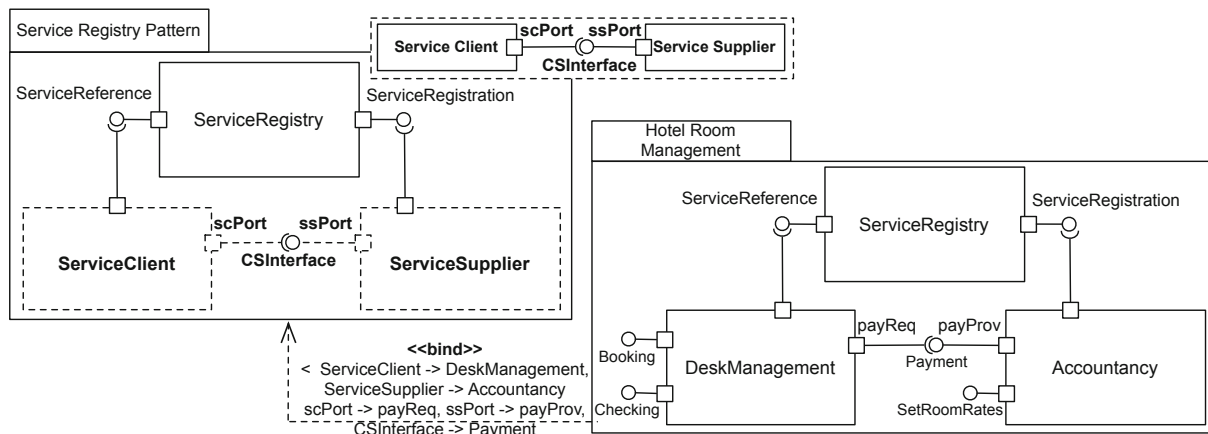 Service Registry Pattern
scPort ssPort
Service Client
Service Supplier
CSInterface
ServiceReference
ServiceRegistration
ServiceRegistry
scPort ssPort
CSInterface
ServiceClient
ServiceSupplier
<<bind>>
< ServiceClient -> DeskManagement,
ServiceSupplier -> Accountancy
scPort -> payReq, ssPort -> payProv,
CSInterface -> Payment
Hotel Room
Management
ServiceReference
ServiceRegistration
ServiceRegistry
payReq payProv
Payment
Booking
Checking
DeskManagement
Accountancy
SetRoomRates